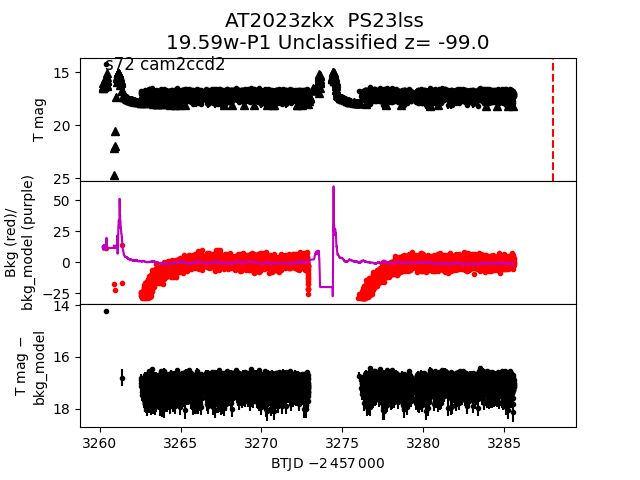 AT2023zkx  PS23lss
19.59w-P1 Unclassified z= -99.0
s72 cam2ccd2
15
20
25
T mag
50
25
0
−25
Bkg (red)/
bkg_model (purple)
14
16
18
T mag −
bkg_model
3260 3265 3270 3275 3280 3285
BTJD −2 457 000